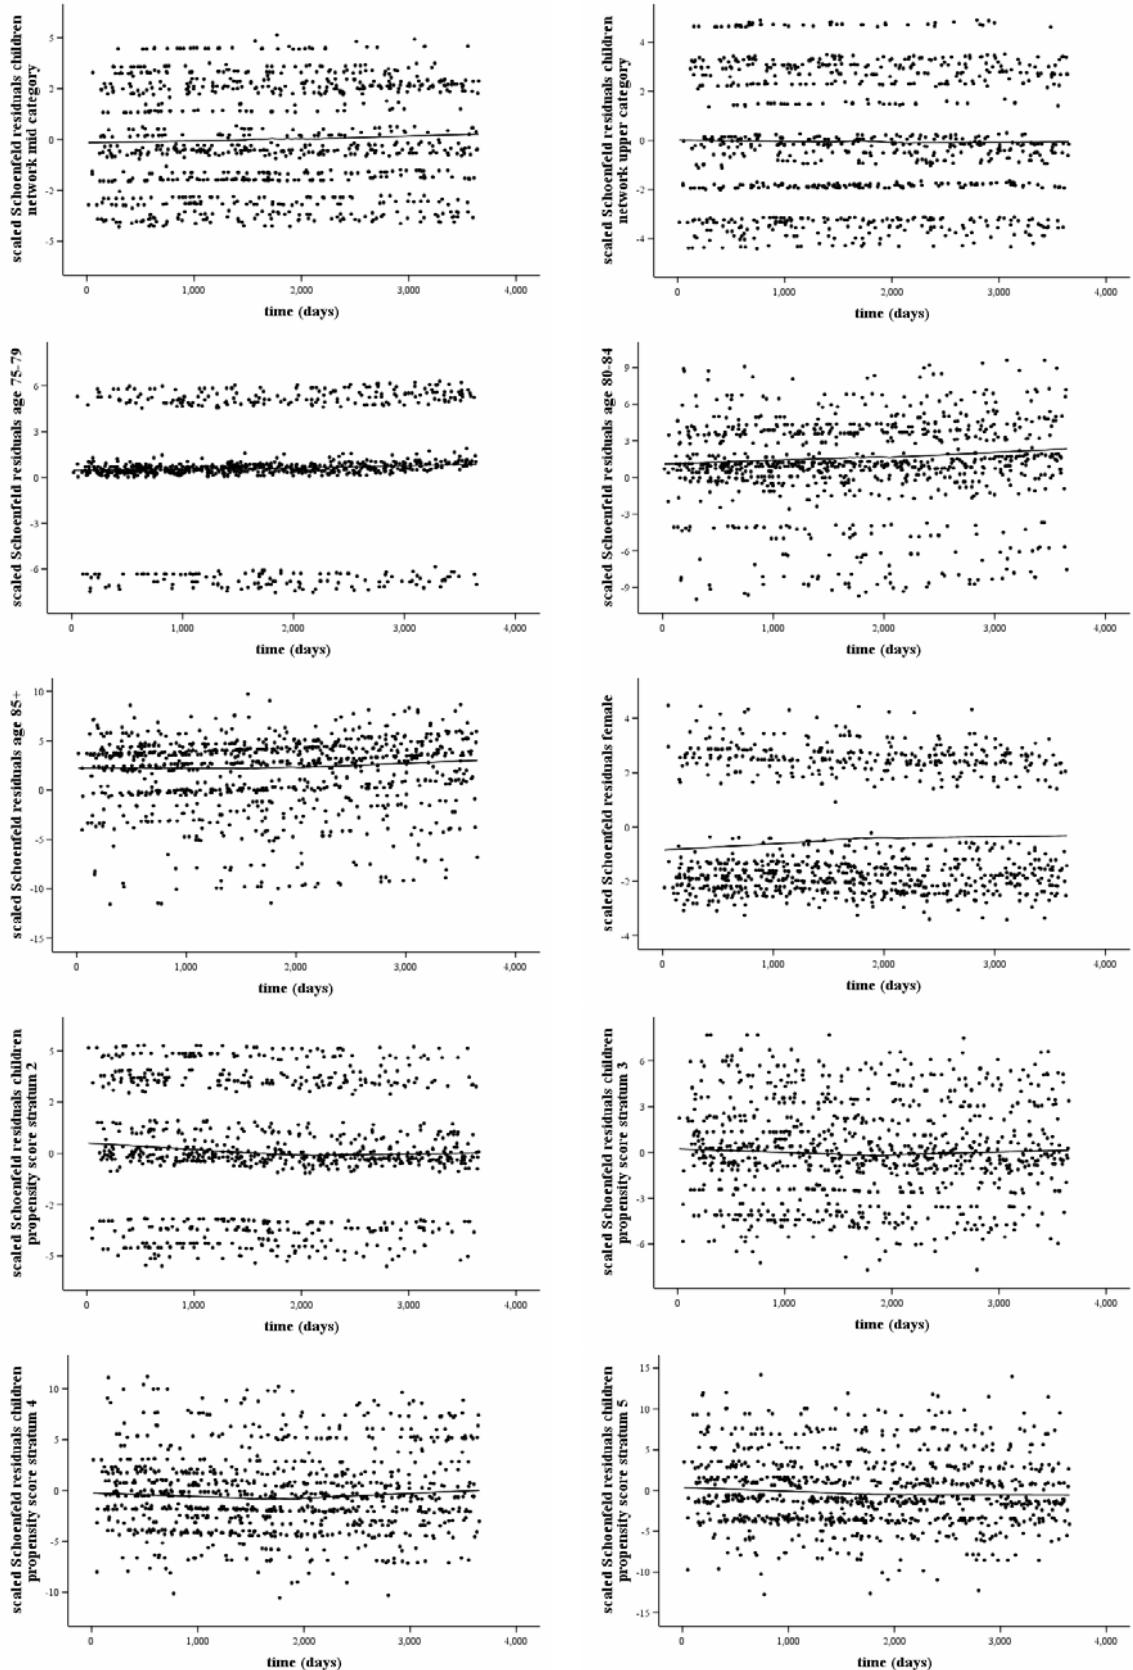 scaled Schoenfeld residuals children
network mid category
5
2
0
-2
-5
0 1,000 2,000 3,000 4,000
time (days)
scaled Schoenfeld residuals children
network upper category
4
2
0
-2
-4
0 1,000 2,000 3,000 4,000
time (days)
scaled Schoenfeld residuals age 75-79
6
3
0
-3
-6
0 1,000 2,000 3,000 4,000
time (days)
scaled Schoenfeld residuals age 80-84
9
6
3
0
-3
-6
-9
0 1,000 2,000 3,000 4,000
time (days)
scaled Schoenfeld residuals age 85+
10
5
0
-5
-10
-15
0 1,000 2,000 3,000 4,000
time (days)
scaled Schoenfeld residuals female
4
2
0
-2
-4
0 1,000 2,000 3,000 4,000
time (days)
scaled Schoenfeld residuals children
propensity score stratum 2
5
2
0
-2
-5
0 1,000 2,000 3,000 4,000
time (days)
scaled Schoenfeld residuals children
propensity score stratum 3
6
3
0
-3
-6
0 1,000 2,000 3,000 4,000
time (days)
scaled Schoenfeld residuals children
propensity score stratum 4
10
5
0
-5
-10
0 1,000 2,000 3,000 4,000
time (days)
scaled Schoenfeld residuals children
propensity score stratum 5
15
10
5
0
-5
-10
-15
0 1,000 2,000 3,000 4,000
time (days)